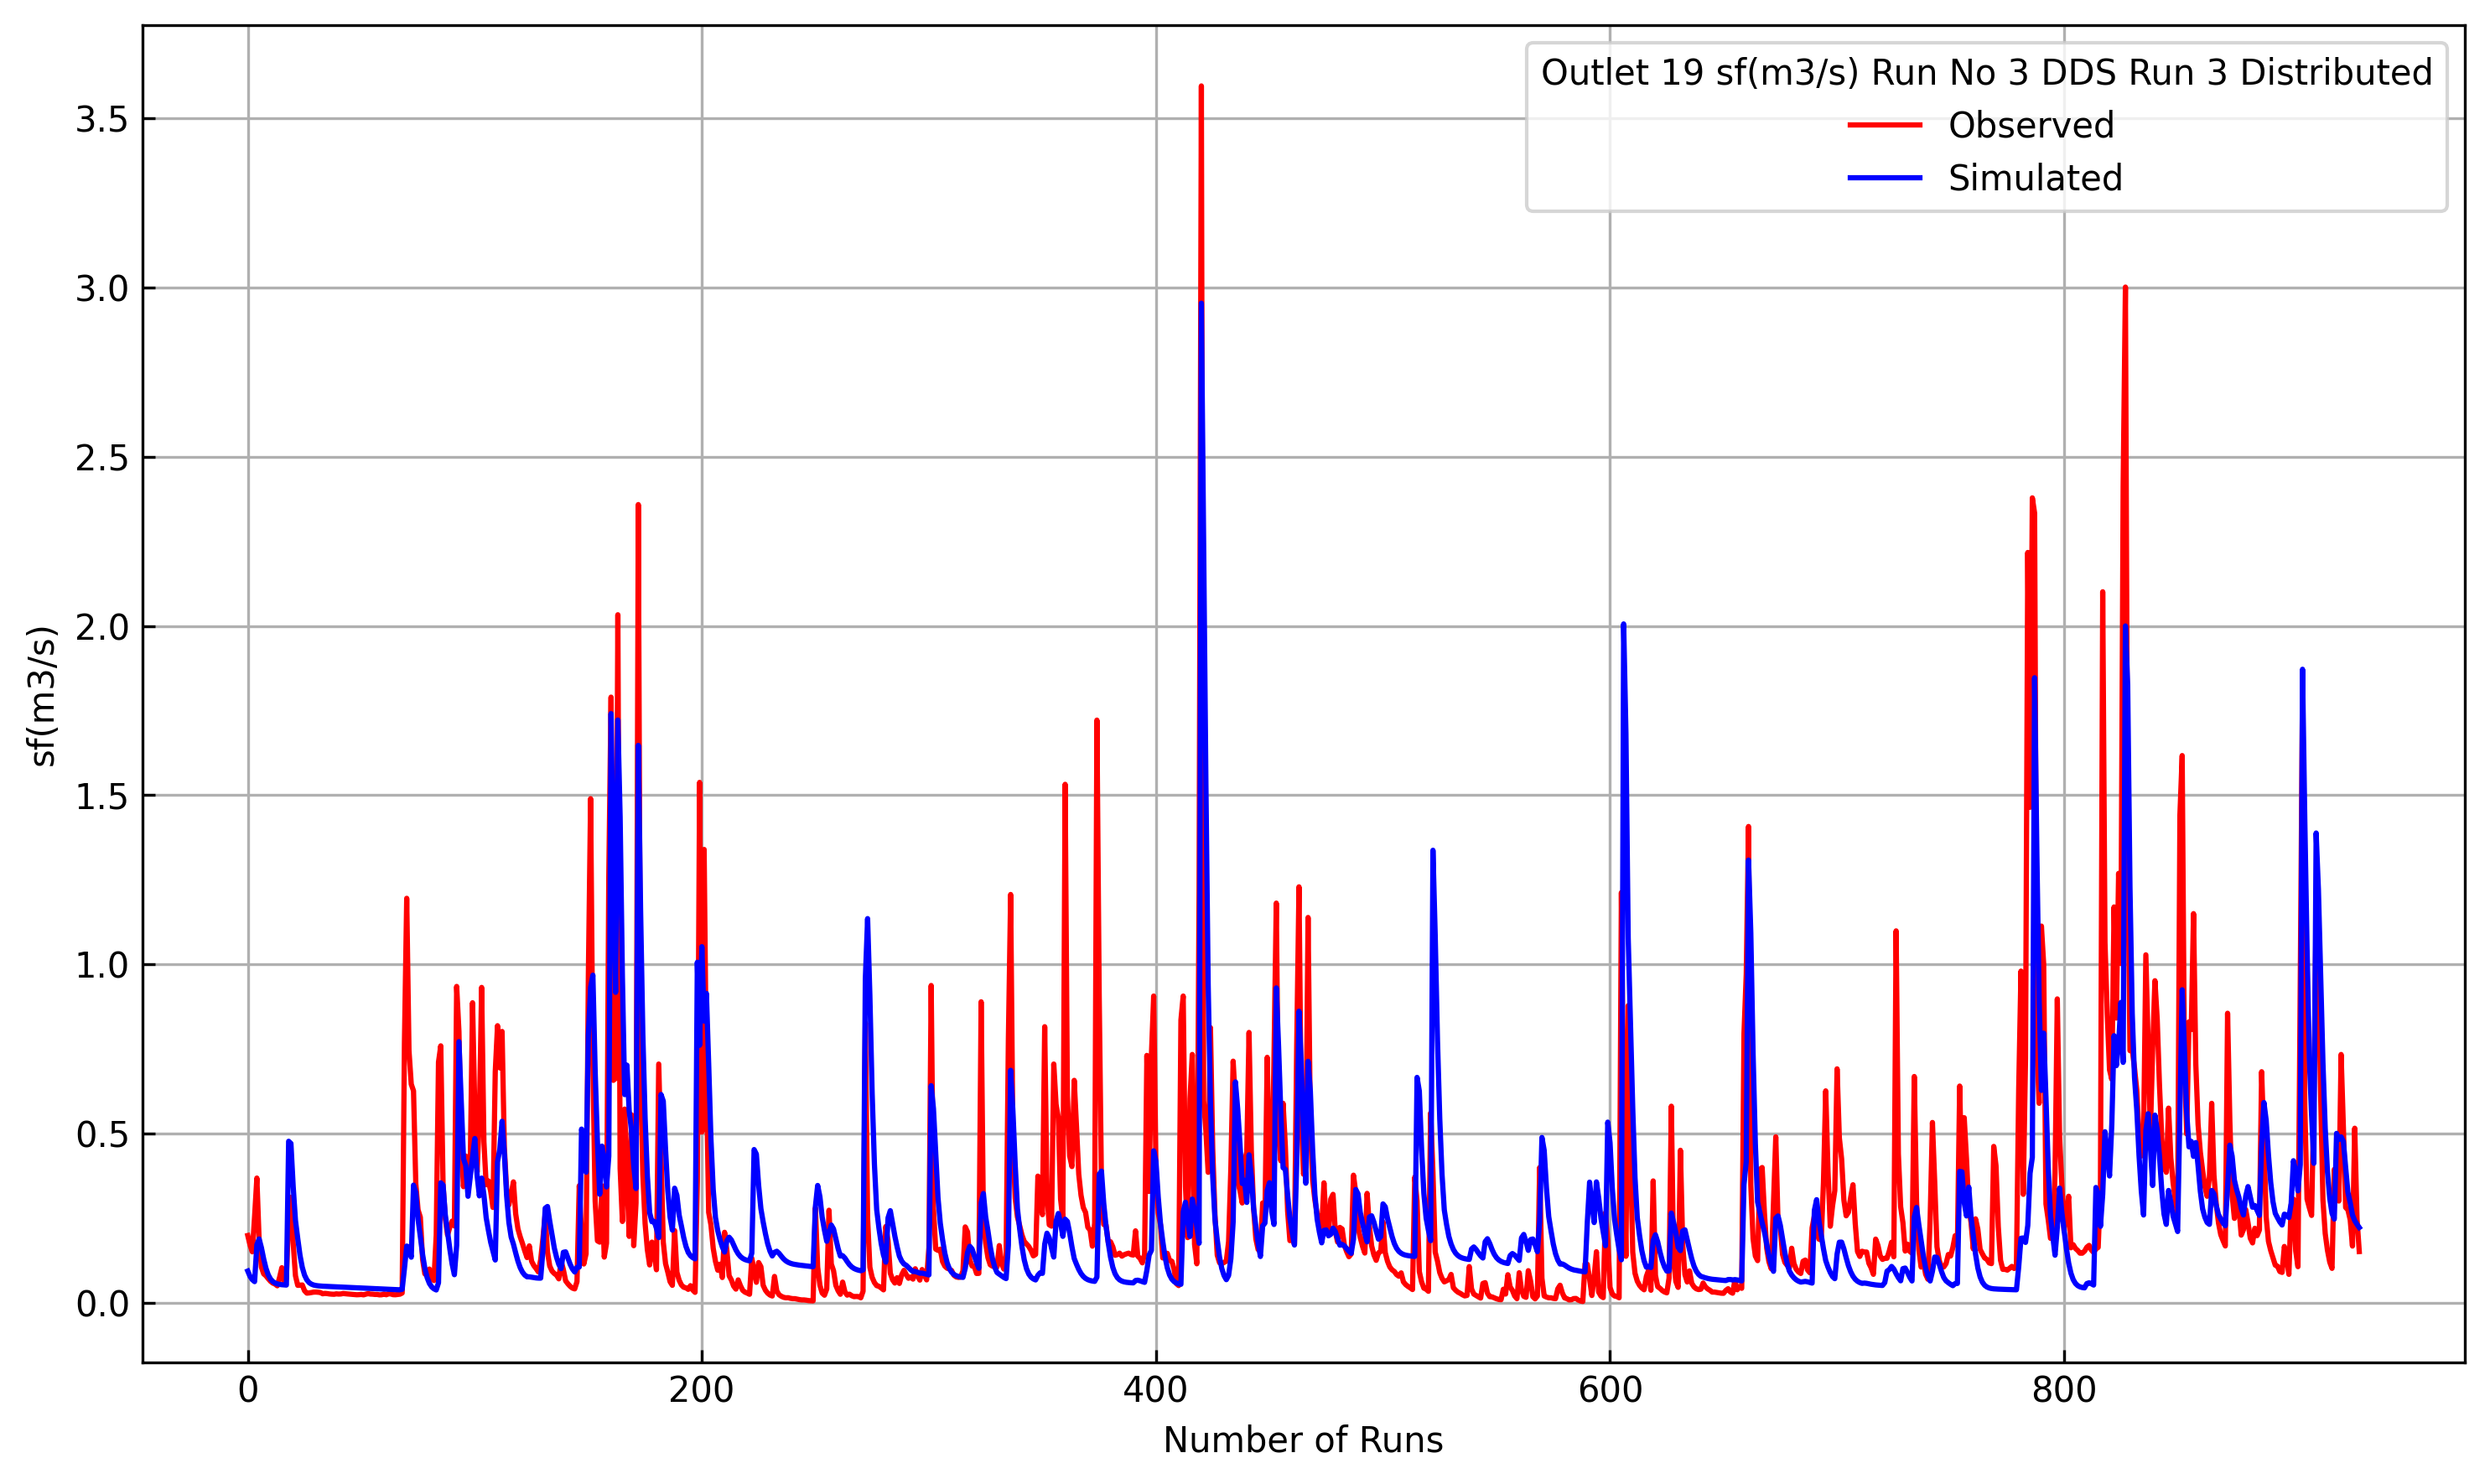 Outlet 19 sf(m3/s) Run No 3 DDS Run 3 Distributed
Observed
Simulated
sf(m3/s)
3.5
3.0
2.5
2.0
1.5
1.0
0.5
0.0
0 200 400 600 800
Number of Runs